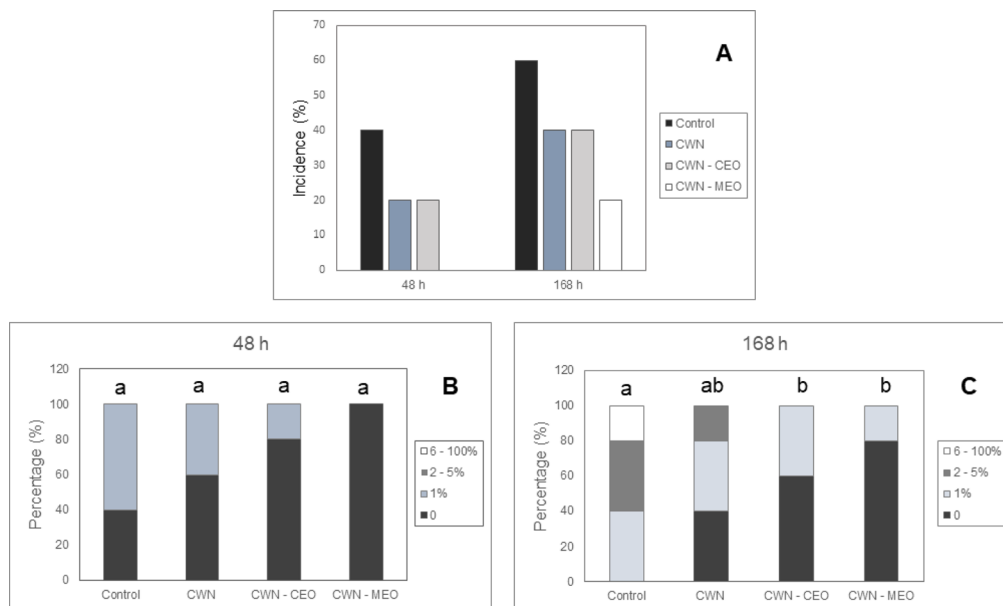 A
Incidence (%)
70
60
50
40
30
20
10
0
48 h
168 h
Control
CWN
CWN - CEO
CWN - MEO
48 h
B
Percentage (%)
120
100
80
60
40
20
0
a a a a
Control CWN CWN - CEO CWN - MEO
6 - 100%
2 - 5%
1%
0
168 h
C
Percentage (%)
120
100
80
60
40
20
0
a ab b b
Control CWN CWN - CEO CWN - MEO
6 - 100%
2 - 5%
1%
0